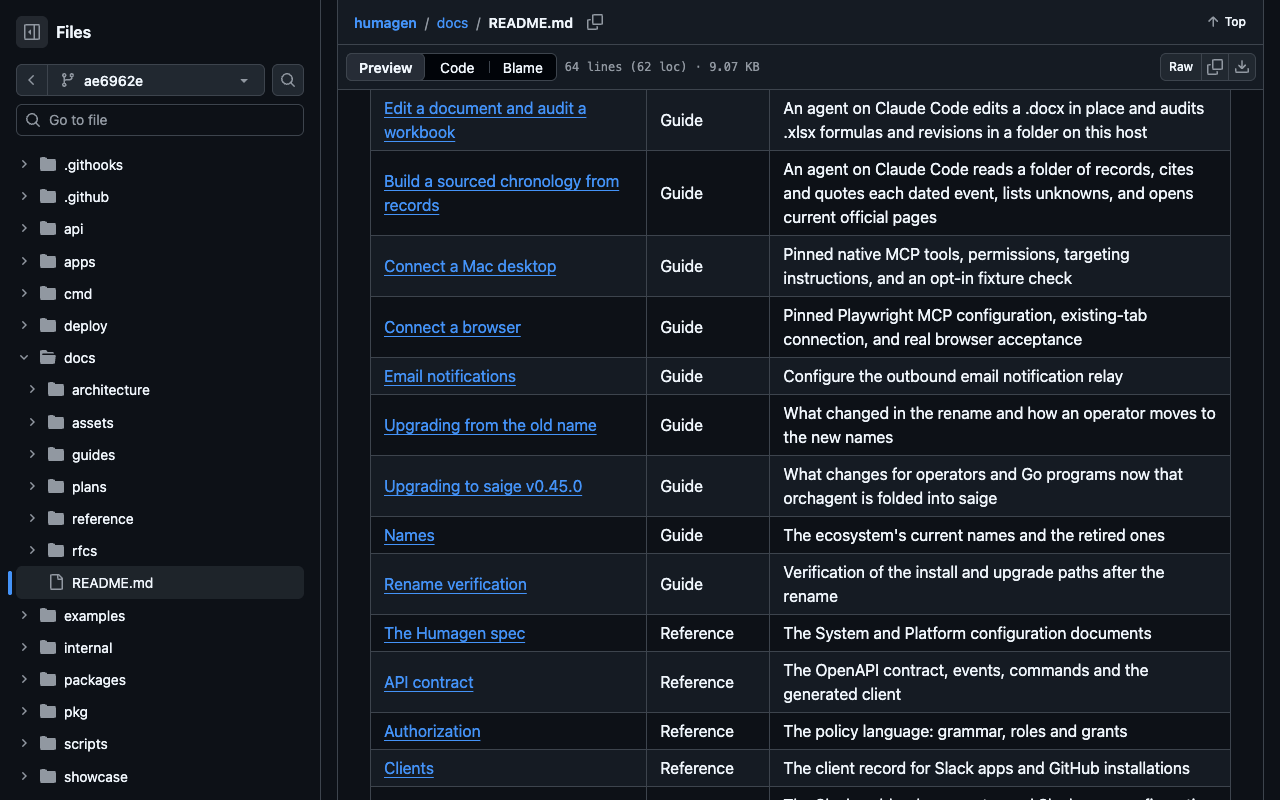 Files
humagen / docs / README.md
Top
ae6962e
Preview
Code
Blame
64 lines (62 loc) · 9.07 KB
Raw
Go to file
.githooks
.github
api
apps
cmd
deploy
docs
architecture
assets
guides
plans
reference
rfcs
README.md
examples
internal
packages
pkg
scripts
showcase
Edit a document and audit a
workbook
Guide
An agent on Claude Code edits a .docx in place and audits
.xlsx formulas and revisions in a folder on this host
Build a sourced chronology from
records
Guide
An agent on Claude Code reads a folder of records, cites
and quotes each dated event, lists unknowns, and opens
current official pages
Connect a Mac desktop
Guide
Pinned native MCP tools, permissions, targeting
instructions, and an opt-in fixture check
Connect a browser
Guide
Pinned Playwright MCP configuration, existing-tab
connection, and real browser acceptance
Email notifications
Guide
Configure the outbound email notification relay
Upgrading from the old name
Guide
What changed in the rename and how an operator moves to
the new names
Upgrading to saige v0.45.0
Guide
What changes for operators and Go programs now that
orchagent is folded into saige
Names
Guide
The ecosystem's current names and the retired ones
Rename verification
Guide
Verification of the install and upgrade paths after the
rename
The Humagen spec
Reference
The System and Platform configuration documents
API contract
Reference
The OpenAPI contract, events, commands and the
generated client
Authorization
Reference
The policy language: grammar, roles and grants
Clients
Reference
The client record for Slack apps and GitHub installations